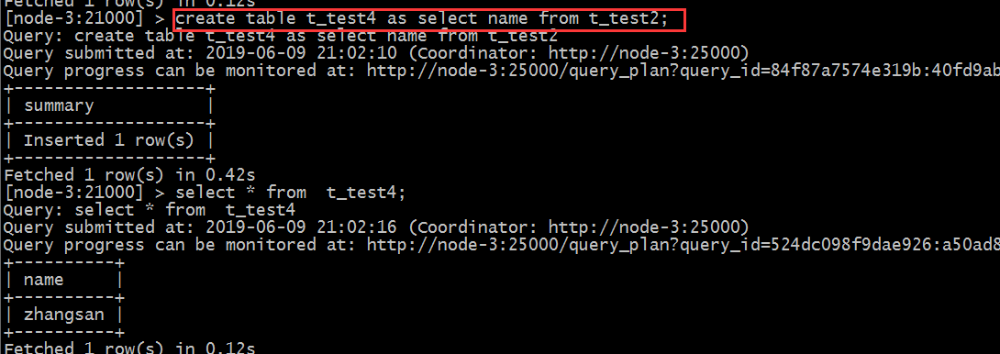 Fetched 1 row(s) in 0.12s
[node-3:21000] > create table t_test4 as select name from t_test2;
Query: create table t_test4 as select name from t_test2
Query submitted at: 2019-06-09 21:02:10 (Coordinator: http://node-3:25000)
Query progress can be monitored at: http://node-3:25000/query_plan?query_id=84f87a7574e319b:40fd9ab
+-------------------+
| summary           |
+-------------------+
| Inserted 1 row(s) |
+-------------------+
Fetched 1 row(s) in 0.42s
[node-3:21000] > select * from  t_test4;
Query: select * from  t_test4
Query submitted at: 2019-06-09 21:02:16 (Coordinator: http://node-3:25000)
Query progress can be monitored at: http://node-3:25000/query_plan?query_id=524dc098f9dae926:a50ad8
+----------+
| name     |
+----------+
| zhangsan |
+----------+
Fetched 1 row(s) in 0.12s